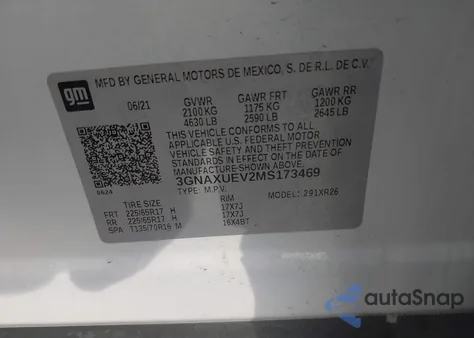 gm
MFD BY GENERAL MOTORS DE MEXICO, S. DE R.L. DE C.V.
06/21 GVWR GAWR FRT GAWR RR
2100 KG 1175 KG 1200 KG
4630 LB 2590 LB 2645 LB
THIS VEHICLE CONFORMS TO ALL
APPLICABLE U.S. FEDERAL MOTOR
VEHICLE SAFETY AND THEFT PREVENTION
STANDARDS IN EFFECT ON THE DATE OF
MANUFACTURE SHOWN ABOVE.
3GNAXUEV2MS173469
TYPE: M.P.V. MODEL: 291XR26
0624
TIRE SIZE RIM
FRT 225/65R17 H 17X7J
RR 225/65R17 H 17X7J
SPA T135/70R16 M 16X4BT
autoSnap